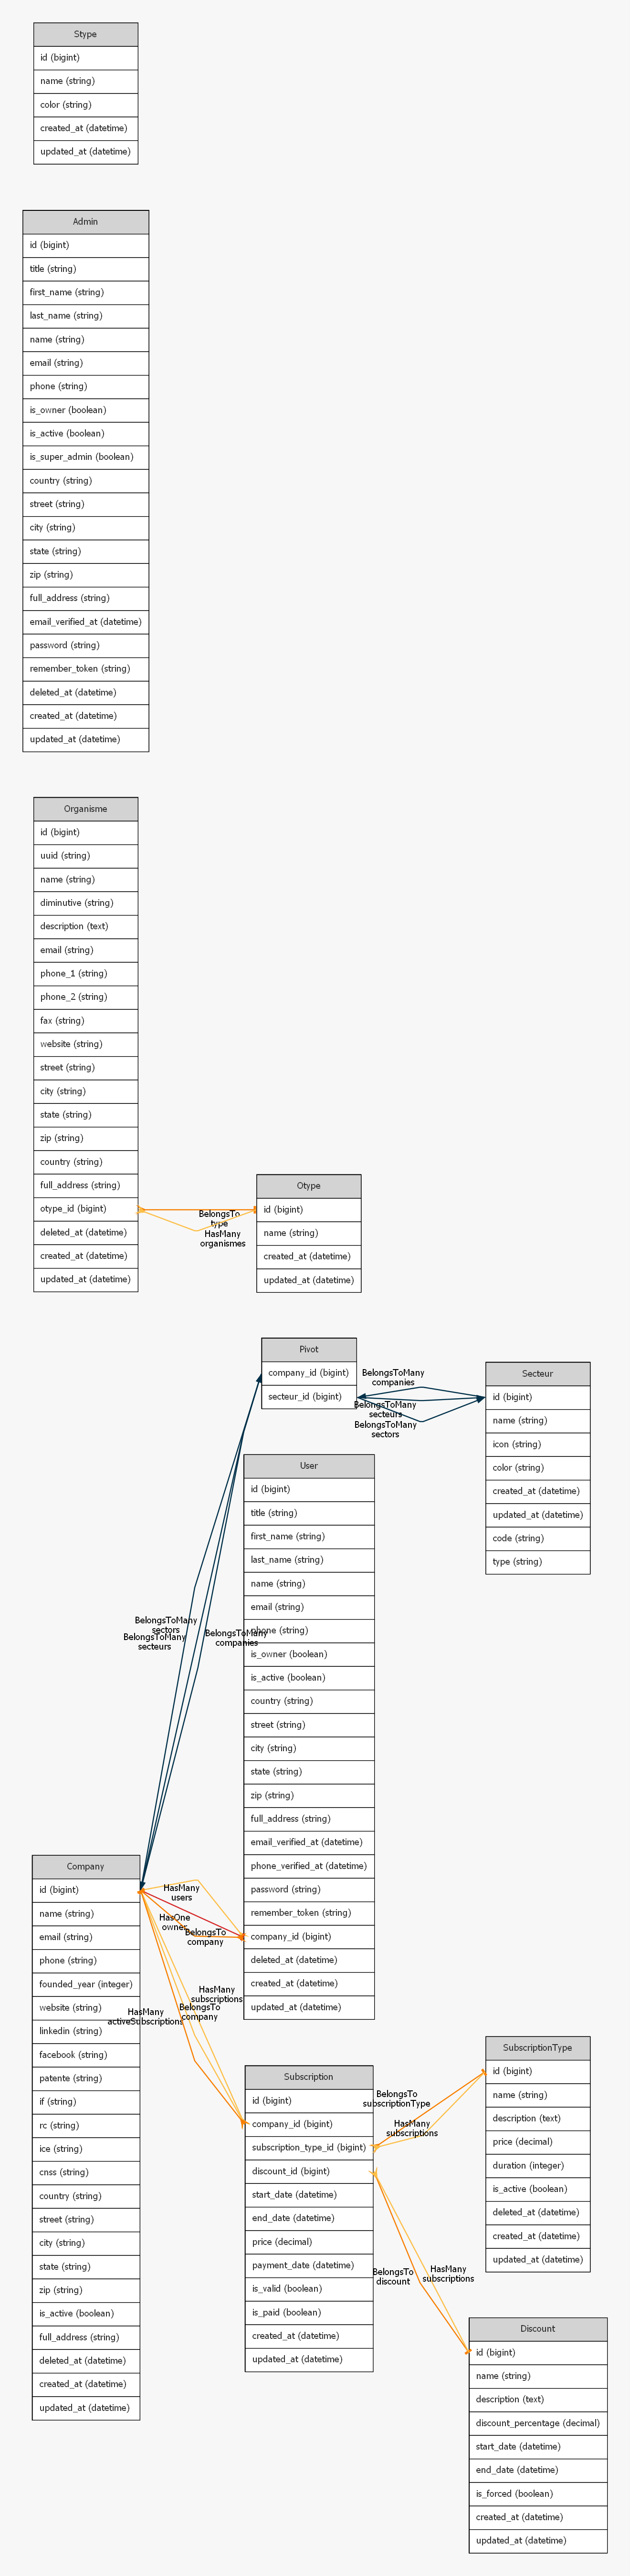 Stype
id (bigint)
name (string)
color (string)
created_at (datetime)
updated_at (datetime)
Admin
id (bigint)
title (string)
first_name (string)
last_name (string)
name (string)
email (string)
phone (string)
is_owner (boolean)
is_active (boolean)
is_super_admin (boolean)
country (string)
street (string)
city (string)
state (string)
zip (string)
full_address (string)
email_verified_at (datetime)
password (string)
remember_token (string)
deleted_at (datetime)
created_at (datetime)
updated_at (datetime)
Organisme
id (bigint)
uuid (string)
name (string)
diminutive (string)
description (text)
email (string)
phone_1 (string)
phone_2 (string)
fax (string)
website (string)
street (string)
city (string)
state (string)
zip (string)
country (string)
full_address (string)
otype_id (bigint)
deleted_at (datetime)
created_at (datetime)
updated_at (datetime)
BelongsTo
type
HasMany
organismes
Otype
id (bigint)
name (string)
created_at (datetime)
updated_at (datetime)
Pivot
company_id (bigint)
secteur_id (bigint)
BelongsToMany
companies
BelongsToMany
secteurs
BelongsToMany
sectors
Secteur
id (bigint)
name (string)
icon (string)
color (string)
created_at (datetime)
updated_at (datetime)
code (string)
type (string)
User
id (bigint)
title (string)
first_name (string)
last_name (string)
name (string)
email (string)
phone (string)
is_owner (boolean)
is_active (boolean)
country (string)
street (string)
city (string)
state (string)
zip (string)
full_address (string)
email_verified_at (datetime)
phone_verified_at (datetime)
password (string)
remember_token (string)
company_id (bigint)
deleted_at (datetime)
created_at (datetime)
updated_at (datetime)
BelongsToMany
sectors
BelongsToMany
secteurs
BelongsToMany
companies
Company
id (bigint)
name (string)
email (string)
phone (string)
founded_year (integer)
website (string)
linkedin (string)
facebook (string)
patente (string)
if (string)
rc (string)
ice (string)
cnss (string)
country (string)
street (string)
city (string)
state (string)
zip (string)
is_active (boolean)
full_address (string)
deleted_at (datetime)
created_at (datetime)
updated_at (datetime)
HasMany
users
HasOne
owner
BelongsTo
company
HasMany
subscriptions
BelongsTo
company
HasMany
activeSubscriptions
Subscription
id (bigint)
company_id (bigint)
subscription_type_id (bigint)
discount_id (bigint)
start_date (datetime)
end_date (datetime)
price (decimal)
payment_date (datetime)
is_valid (boolean)
is_paid (boolean)
created_at (datetime)
updated_at (datetime)
BelongsTo
subscriptionType
HasMany
subscriptions
SubscriptionType
id (bigint)
name (string)
description (text)
price (decimal)
duration (integer)
is_active (boolean)
deleted_at (datetime)
created_at (datetime)
updated_at (datetime)
BelongsTo
discount
HasMany
subscriptions
Discount
id (bigint)
name (string)
description (text)
discount_percentage (decimal)
start_date (datetime)
end_date (datetime)
is_forced (boolean)
created_at (datetime)
updated_at (datetime)